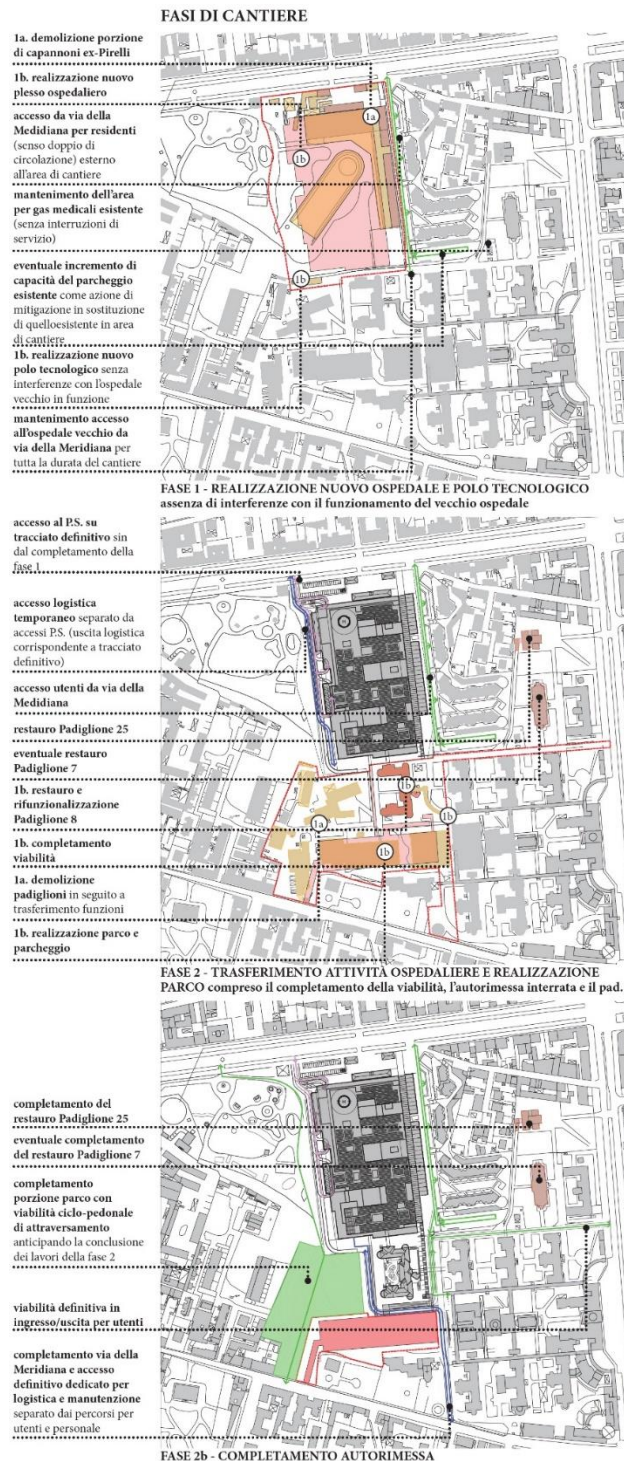 FASI DI CANTIERE
1a. demolizione porzione
di capannoni ex-Pirelli
1b. realizzazione nuovo
plesso ospedaliero
accesso da via della
Medidiana per residenti
(senso doppio di
circolazione) esterno
all'area di cantiere
mantenimento dell'area
per gas medicali esistente
(senza interruzioni di
servizio)
eventuale incremento di
capacità del parcheggio
esistente come azione di
mitigazione in sostituzione
di quelloesistente in area
di cantiere
1b. realizzazione nuovo
polo tecnologico senza
interferenze con l'ospedale
vecchio in funzione
mantenimento accesso
all'ospedale vecchio da
via della Meridiana per
tutta la durata del cantiere
1a
1b
1b
FASE 1 - REALIZZAZIONE NUOVO OSPEDALE E POLO TECNOLOGICO
assenza di interferenze con il funzionamento del vecchio ospedale
accesso al P.S. su
tracciato definitivo sin
dal completamento della
fase 1
accesso logistica
temporaneo separato da
accessi P.S. (uscita logistica
corrispondente a tracciato
definitivo)
accesso utenti da via della
Medidiana
restauro Padiglione 25
eventuale restauro
Padiglione 7
1b. restauro e
rifunzionalizzazione
Padiglione 8
1b. completamento
viabilità
1a. demolizione
padiglioni in seguito a
trasferimento funzioni
1b. realizzazione parco e
parcheggio
1b
1b
1a
1b
FASE 2 - TRASFERIMENTO ATTIVITÀ OSPEDALIERE E REALIZZAZIONE
PARCO compreso il completamento della viabilità, l'autorimessa interrata e il pad.
completamento del
restauro Padiglione 25
eventuale completamento
del restauro Padiglione 7
completamento
porzione parco con
viabilità ciclo-pedonale
di attraversamento
anticipando la conclusione
dei lavori della fase 2
viabilità definitiva in
ingresso/uscita per utenti
completamento via della
Meridiana e accesso
definitivo dedicato per
logistica e manutenzione
separato dai percorsi per
utenti e personale
FASE 2b - COMPLETAMENTO AUTORIMESSA